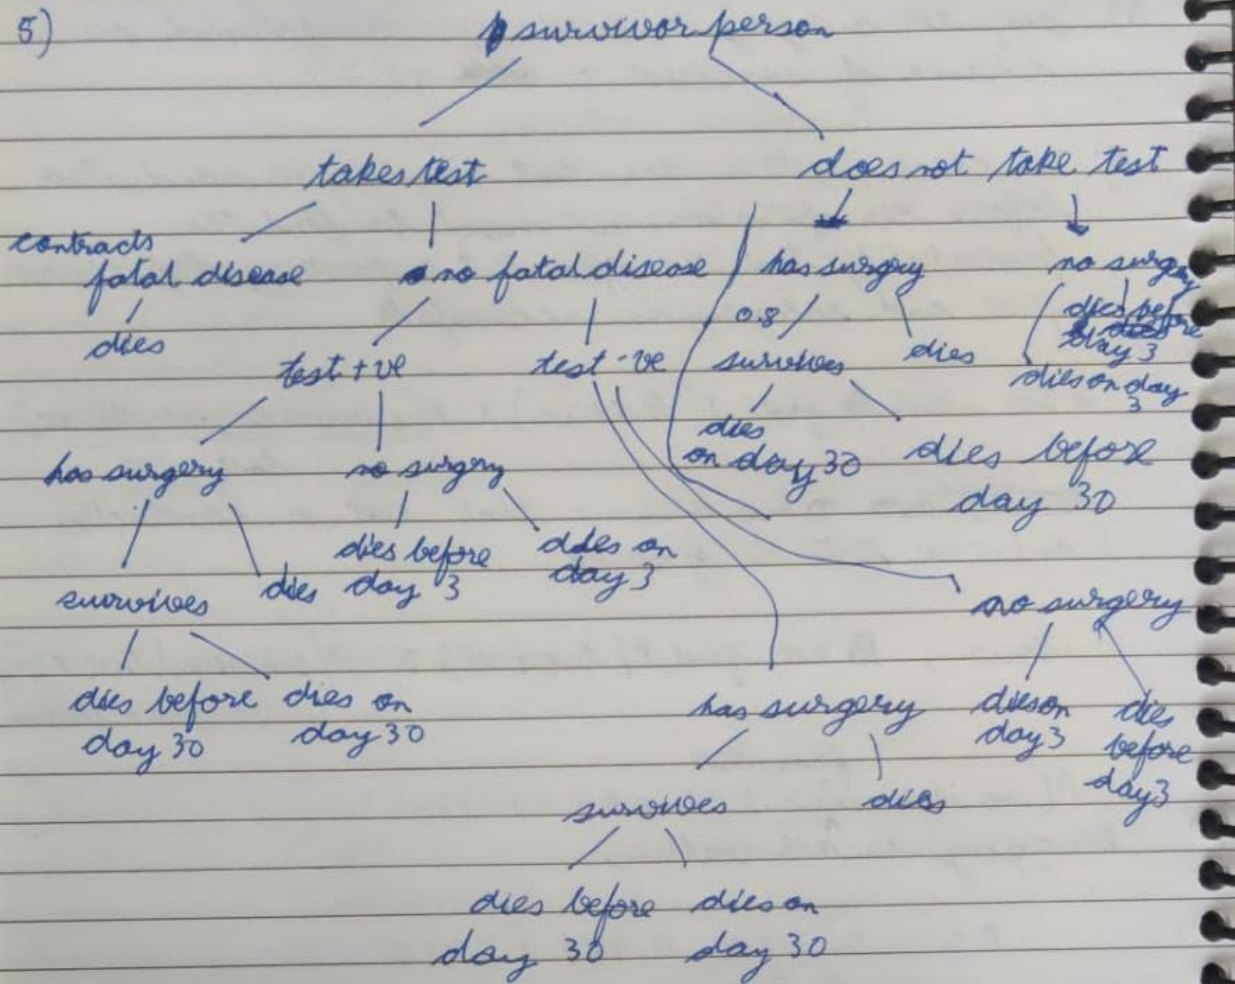 5)
survivor person
takes test
does not take test
contracts
fatal disease
no fatal disease
has surgery
no surgery
dies
0.8
dies before
day 3
test +ve
test -ve
survives
dies
dies on day
3
dies
on day 30
dies before
day 30
has surgery
no surgery
dies before
day 3
dies on
day 3
survives
dies
no surgery
dies before
day 30
dies on
day 30
has surgery
dies on
day 3
dies
before
day 3
survives
dies
dies before
day 30
dies on
day 30